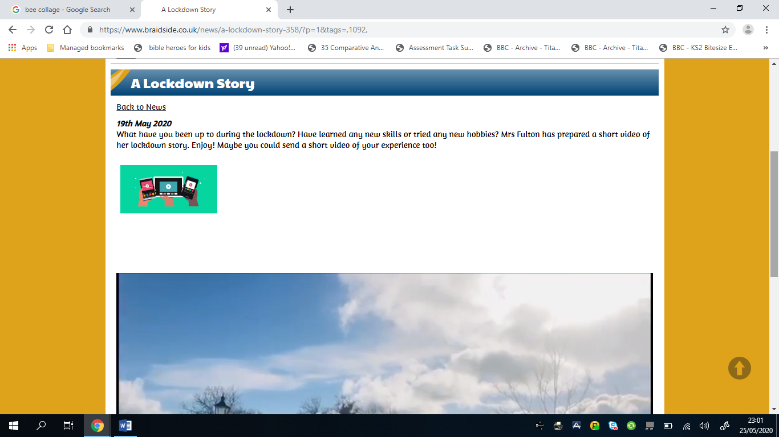 bee collage - Google Search
A Lockdown Story
https://www.braidside.co.uk/news/a-lockdown-story-358/?p=1&tags=,1092,
Apps Managed bookmarks bible heroes for kids (39 unread) Yahoo!... 35 Comparative An... Assessment Task Su... BBC - Archive - Tita... BBC - Archive - Tita... BBC - KS2 Bitesize E...
A Lockdown Story
Back to News
19th May 2020
What have you been up to during the lockdown? Have learned any new skills or tried any new hobbies? Mrs Fulton has prepared a short video of
her lockdown story. Enjoy! Maybe you could send a short video of your experience too!
23:01
25/05/2020